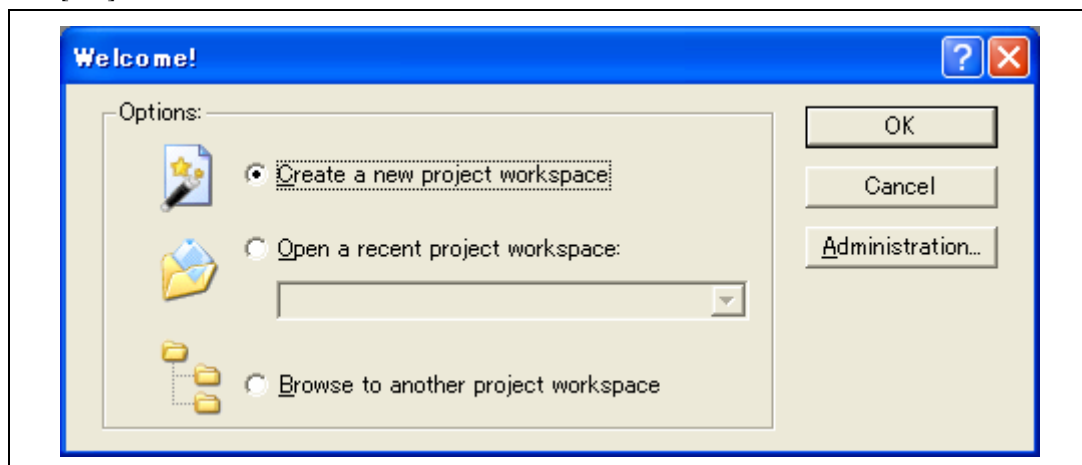 Welcome!
Options:
Create a new project workspace
Open a recent project workspace:
Browse to another project workspace
OK
Cancel
Administration...